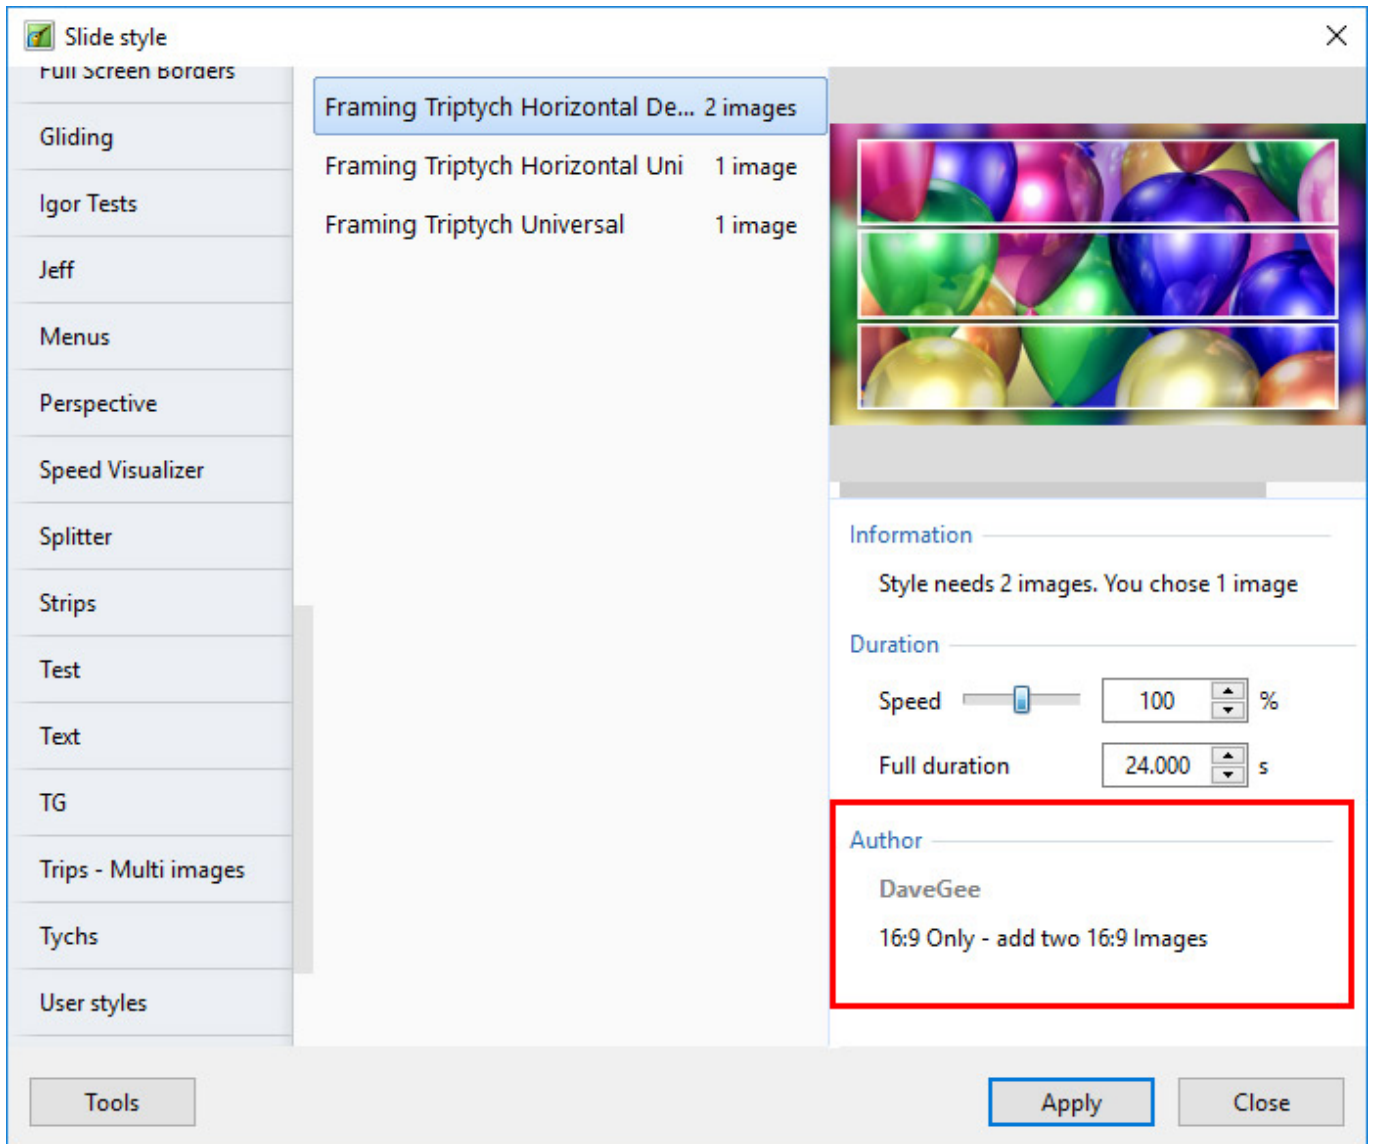 Slide style
Full Screen Borders
Gliding
Igor Tests
Jeff
Menus
Perspective
Speed Visualizer
Splitter
Strips
Test
Text
TG
Trips - Multi images
Tychs
User styles
Framing Triptych Horizontal De... 2 images
Framing Triptych Horizontal Uni 1 image
Framing Triptych Universal 1 image
Information
Style needs 2 images. You chose 1 image
Duration
Speed 100 %
Full duration 24.000 s
Author
DaveGee
16:9 Only - add two 16:9 Images
Tools
Apply
Close